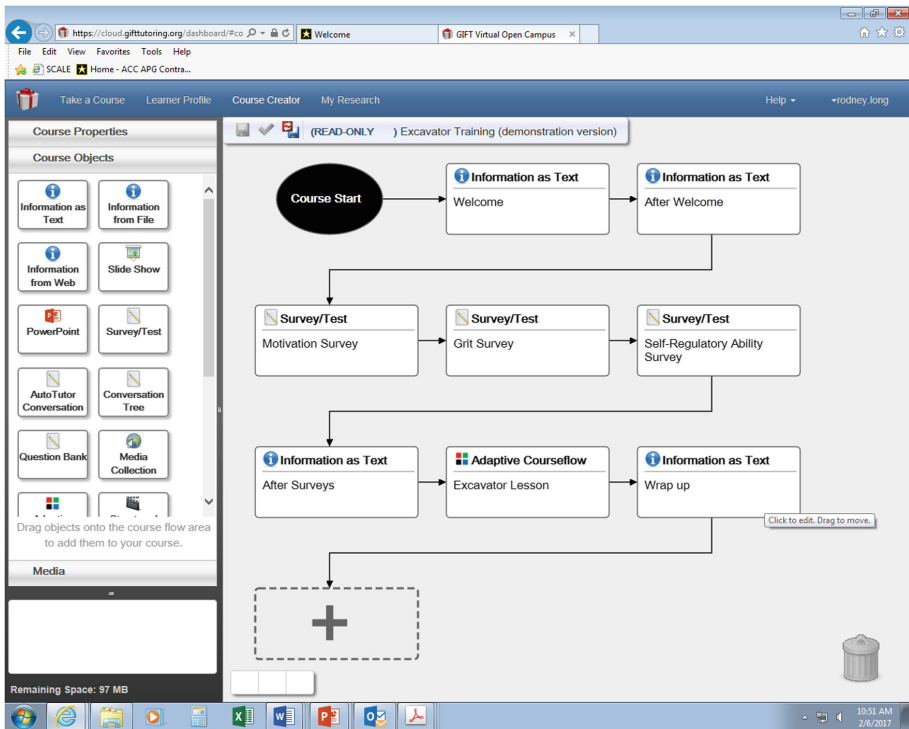 https://cloud.gifttutoring.org/dashboard/#co
Welcome
GIFT Virtual Open Campus
File Edit View Favorites Tools Help
SCALE Home - ACC APG Contra...
Take a Course Learner Profile Course Creator My Research Help rodney.long
Course Properties
(READ-ONLY ) Excavator Training (demonstration version)
Course Objects
Information as
Text
Information
from File
Information
from Web
Slide Show
PowerPoint
Survey/Test
AutoTutor
Conversation
Conversation
Tree
Question Bank
Media
Collection
Drag objects onto the course flow area
to add them to your course.
Media
Remaining Space: 97 MB
Course Start
Information as Text
Welcome
Information as Text
After Welcome
Survey/Test
Motivation Survey
Survey/Test
Grit Survey
Survey/Test
Self-Regulatory Ability
Survey
Information as Text
After Surveys
Adaptive Courseflow
Excavator Lesson
Information as Text
Wrap up
Click to edit. Drag to move.
10:51 AM
2/6/2017